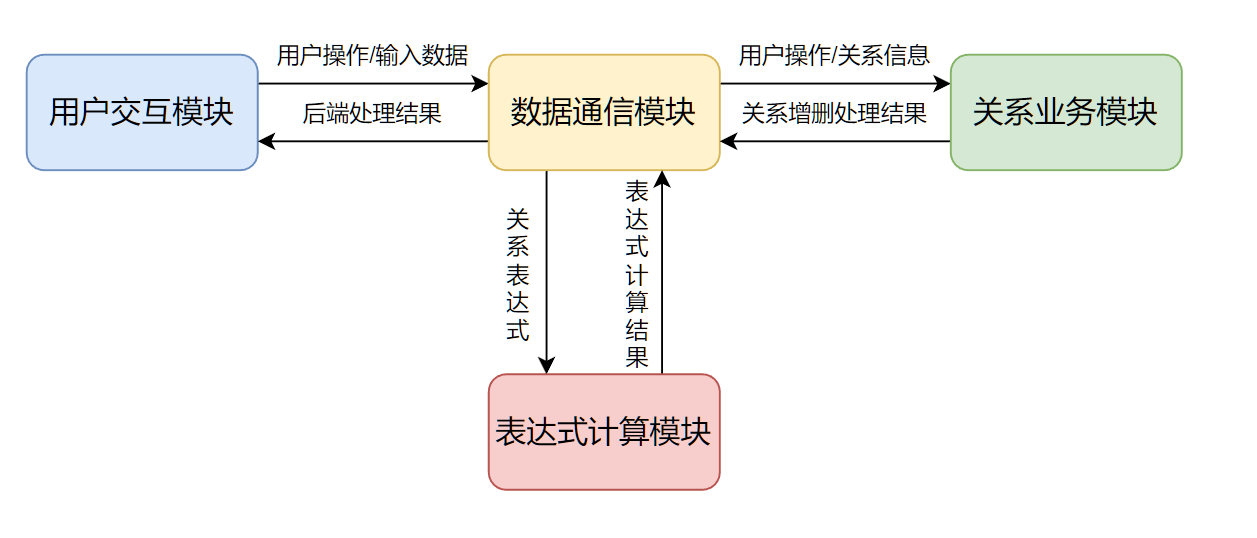 用户操作/输入数据
用户操作/关系信息
用户交互模块
后端处理结果
数据通信模块
关系增删处理结果
关系业务模块
关系表达式
表达式计算结果
表达式计算模块